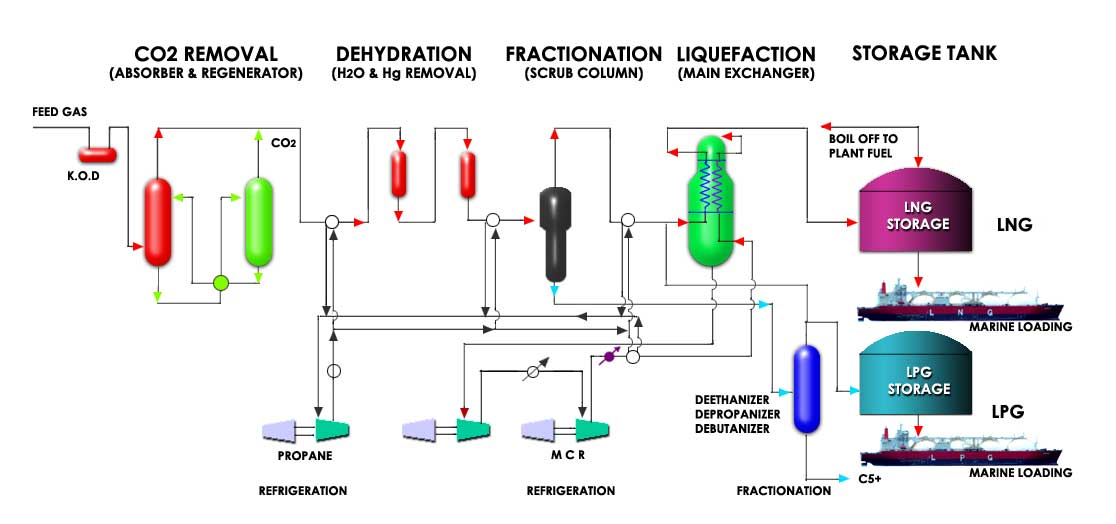 CO2 REMOVAL
(ABSORBER & REGENERATOR)
DEHYDRATION
(H2O & Hg REMOVAL)
FRACTIONATION
(SCRUB COLUMN)
LIQUEFACTION
(MAIN EXCHANGER)
STORAGE TANK
FEED GAS
K.O.D
CO2
BOIL OFF TO
PLANT FUEL
LNG
STORAGE
LNG
L N G
MARINE LOADING
LPG
STORAGE
LPG
DEETHANIZER
DEPROPANIZER
DEBUTANIZER
L P G
MARINE LOADING
PROPANE
M C R
C5+
REFRIGERATION
REFRIGERATION
FRACTIONATION